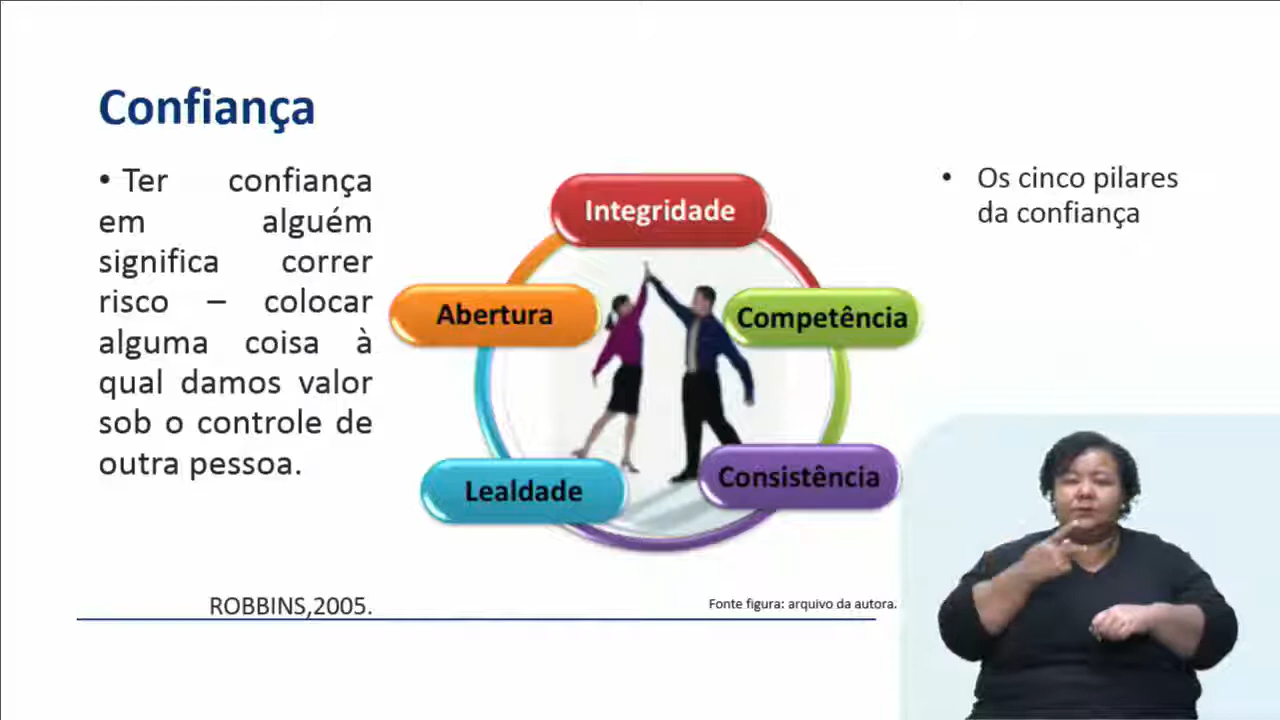 Confiança
• Ter confiança
em alguém
significa correr
risco – colocar
alguma coisa à
qual damos valor
sob o controle de
outra pessoa.
ROBBINS,2005.
Integridade
Abertura
Competência
Lealdade
Consistência
Fonte figura: arquivo da autora.
• Os cinco pilares
da confiança